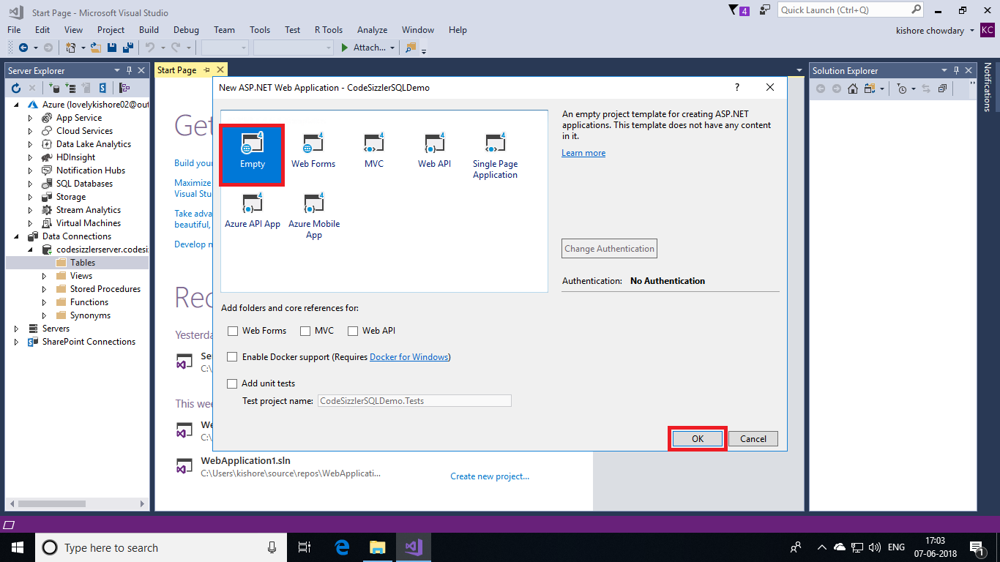 Start Page - Microsoft Visual Studio
4
Quick Launch (Ctrl+Q)
File Edit View Project Build Debug Team Tools Test R Tools Analyze Window Help
kishore chowdary
KC
Attach...
Server Explorer
Azure (lovelykishore02@out
App Service
Cloud Services
Data Lake Analytics
HDInsight
Notification Hubs
SQL Databases
Storage
Stream Analytics
Virtual Machines
Data Connections
codesizzlerserver.codesi
Tables
Views
Stored Procedures
Functions
Synonyms
Servers
SharePoint Connections
Start Page
Get
Build your
Maximize
Visual Stu
Take adva
beautiful,
Develop n
Rec
Yesterda
Se
C:\
This wee
We
C:\
WebApplication1.sln
C:\Users\kishore\source\repos\WebApplicati...
Create new project...
New ASP.NET Web Application - CodeSizzlerSQLDemo
?
Empty
Web Forms
MVC
Web API
Single Page
Application
Azure API App
Azure Mobile
App
An empty project template for creating ASP.NET
applications. This template does not have any content
in it.
Learn more
Change Authentication
Authentication: No Authentication
Add folders and core references for:
Web Forms MVC Web API
Enable Docker support (Requires Docker for Windows)
Add unit tests
Test project name: CodeSizzlerSQLDemo.Tests
OK
Cancel
Solution Explorer
Notifications
Type here to search
ENG
17:03
07-06-2018
1